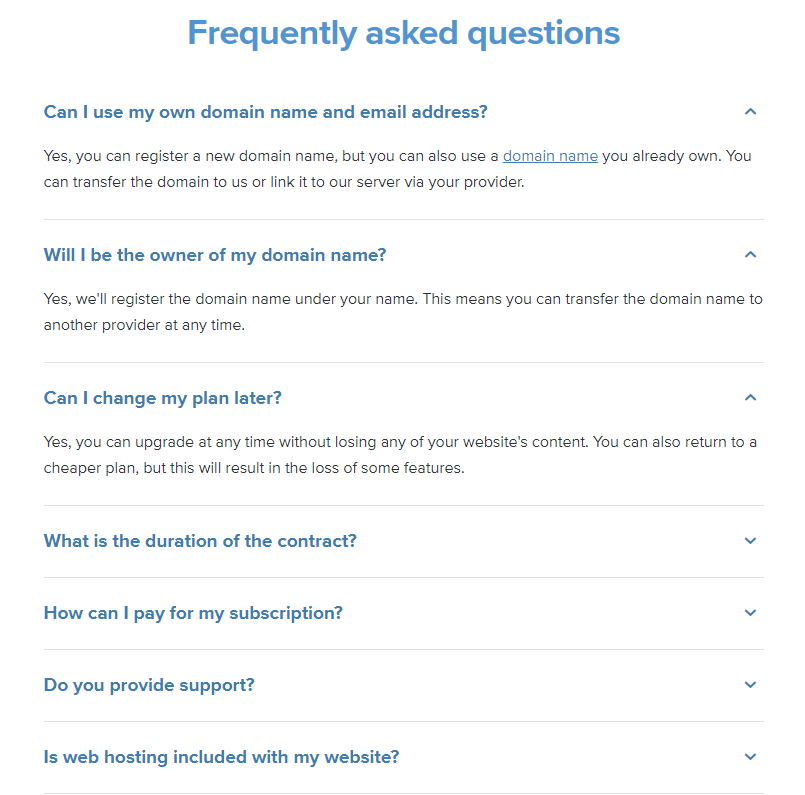 Frequently asked questions
Can I use my own domain name and email address?
Yes, you can register a new domain name, but you can also use a domain name you already own. You
can transfer the domain to us or link it to our server via your provider.
Will I be the owner of my domain name?
Yes, we'll register the domain name under your name. This means you can transfer the domain name to
another provider at any time.
Can I change my plan later?
Yes, you can upgrade at any time without losing any of your website's content. You can also return to a
cheaper plan, but this will result in the loss of some features.
What is the duration of the contract?
How can I pay for my subscription?
Do you provide support?
Is web hosting included with my website?